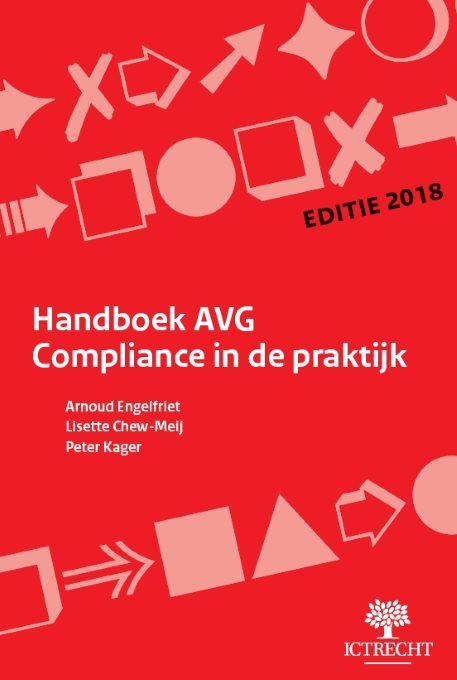 EDITIE 2018
Handboek AVG
Compliance in de praktijk
Arnoud Engelfriet
Lisette Chew-Meij
Peter Kager
ICTRECHT